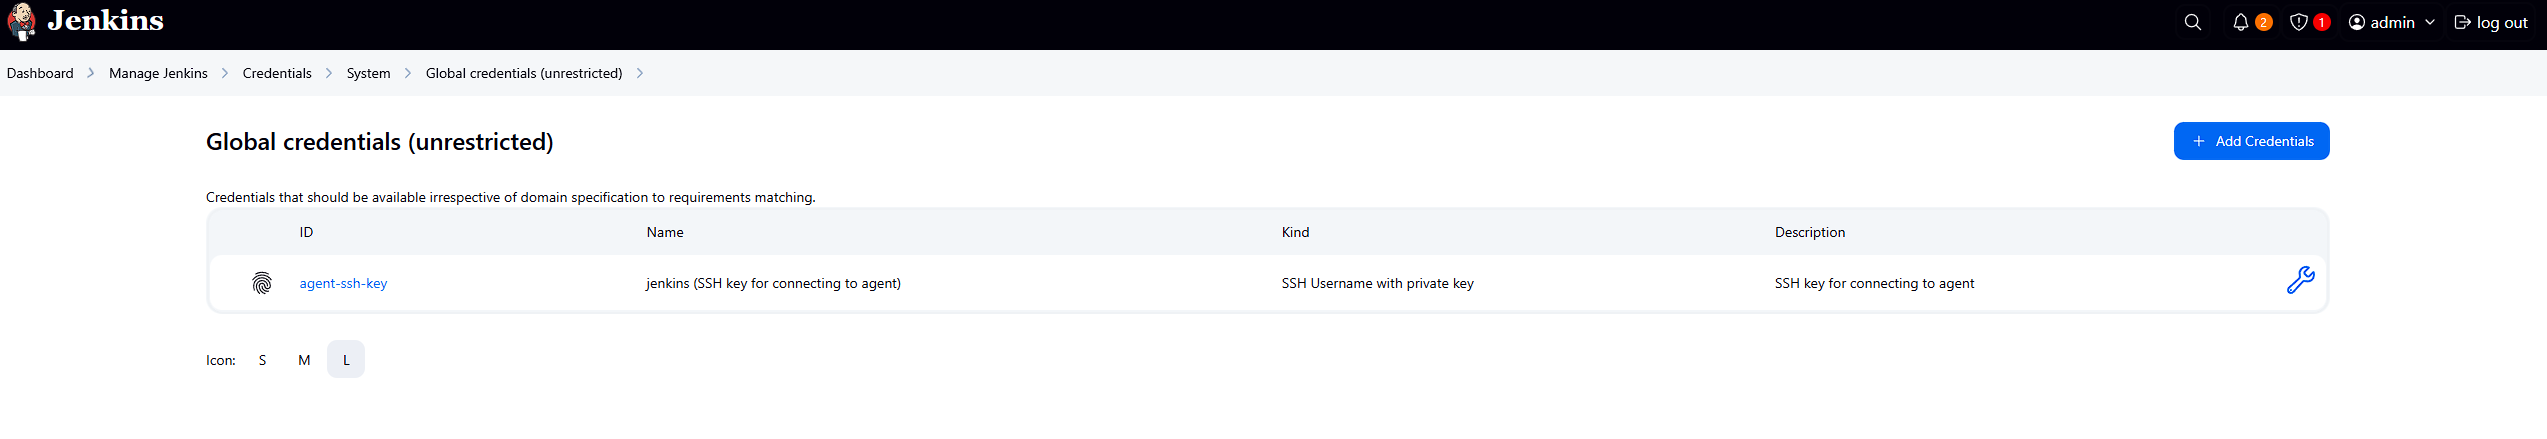 Jenkins
2 1 admin log out
Dashboard Manage Jenkins Credentials System Global credentials (unrestricted)
Global credentials (unrestricted)
+ Add Credentials
Credentials that should be available irrespective of domain specification to requirements matching.
ID Name Kind Description
agent-ssh-key jenkins (SSH key for connecting to agent) SSH Username with private key SSH key for connecting to agent
Icon: S M L